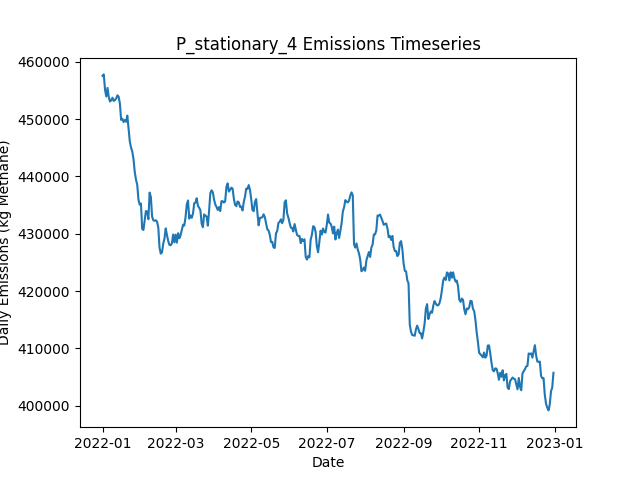 P_stationary_4 Emissions Timeseries
Daily Emissions (kg Methane)
460000
450000
440000
430000
420000
410000
400000
2022-01 2022-03 2022-05 2022-07 2022-09 2022-11 2023-01
Date